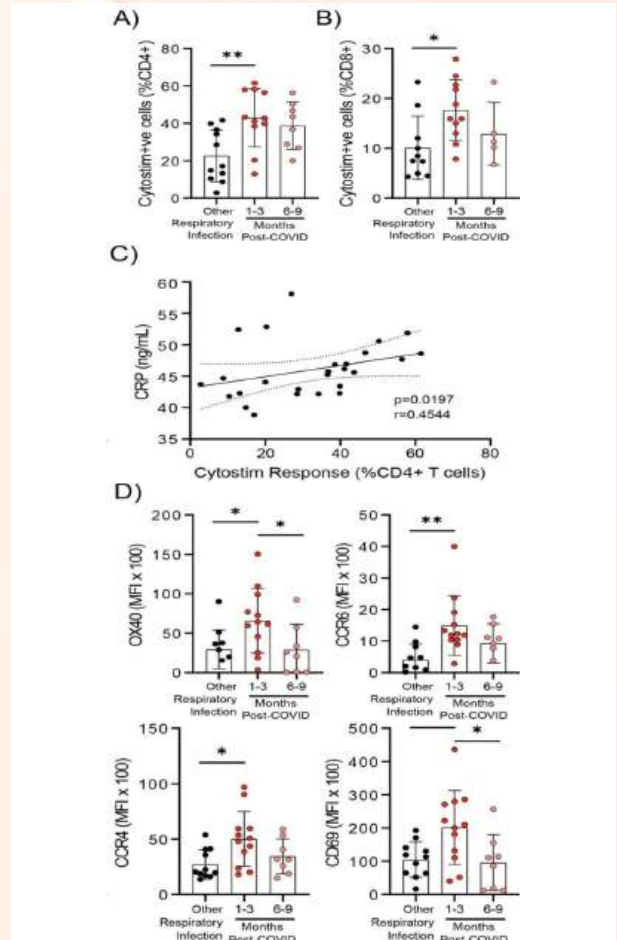 A)
Cytostim+ve cells (%CD4+)
80
60
40
20
0
**
Other
Respiratory
Infection
1-3 6-9
Months
Post-COVID
B)
Cytostim+ve cells (%CD8+)
30
20
10
0
*
Other
Respiratory
Infection
1-3 6-9
Months
Post-COVID
C)
CRP (ng/mL)
60
55
50
45
40
35
p=0.0197
r=0.4544
0 20 40 60 80
Cytostim Response (%CD4+ T cells)
D)
OX40 (MFI x 100)
200
150
100
50
0
* *
Other
Respiratory
Infection
1-3 6-9
Months
Post-COVID
CCR6 (MFI x 100)
50
40
30
20
10
0
**
Other
Respiratory
Infection
1-3 6-9
Months
Post-COVID
CCR4 (MFI x 100)
100
50
0
*
Other
Respiratory
Infection
1-3 6-9
Months
Post-COVID
CD69 (MFI x 100)
500
400
300
200
100
0
*
Other
Respiratory
Infection
1-3 6-9
Months
Post-COVID